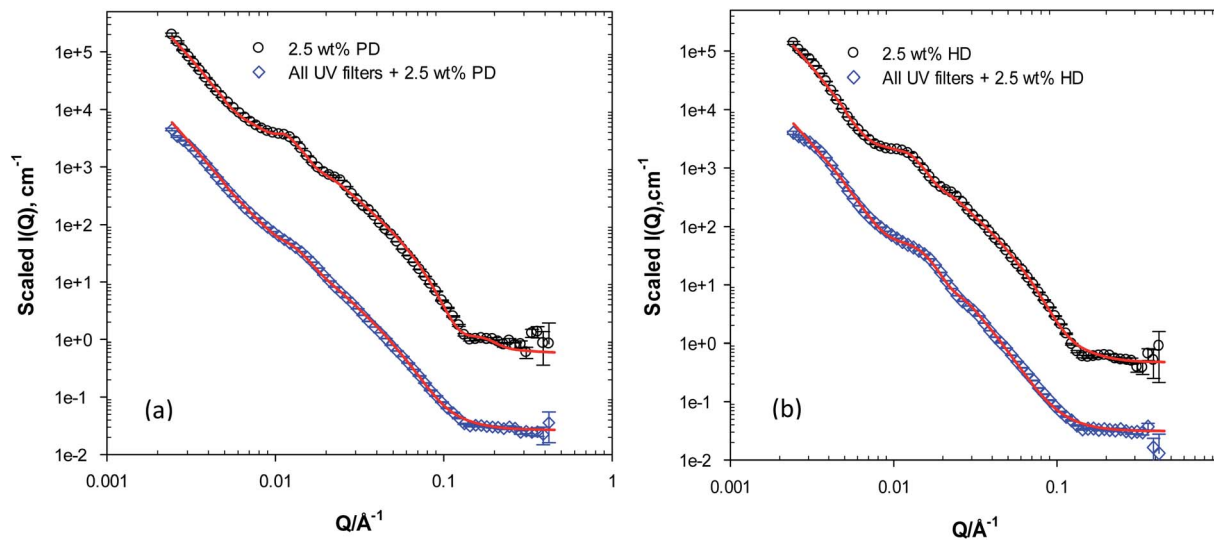 2.5 wt% PD
All UV filters + 2.5 wt% PD
Scaled I(Q), cm-1
1e+5
1e+4
1e+3
1e+2
1e+1
1e+0
1e-1
1e-2
(a)
0.001
0.01
0.1
1
Q/Å-1
2.5 wt% HD
All UV filters + 2.5 wt% HD
Scaled I(Q),cm-1
1e+5
1e+4
1e+3
1e+2
1e+1
1e+0
1e-1
1e-2
(b)
0.001
0.01
0.1
Q/Å-1